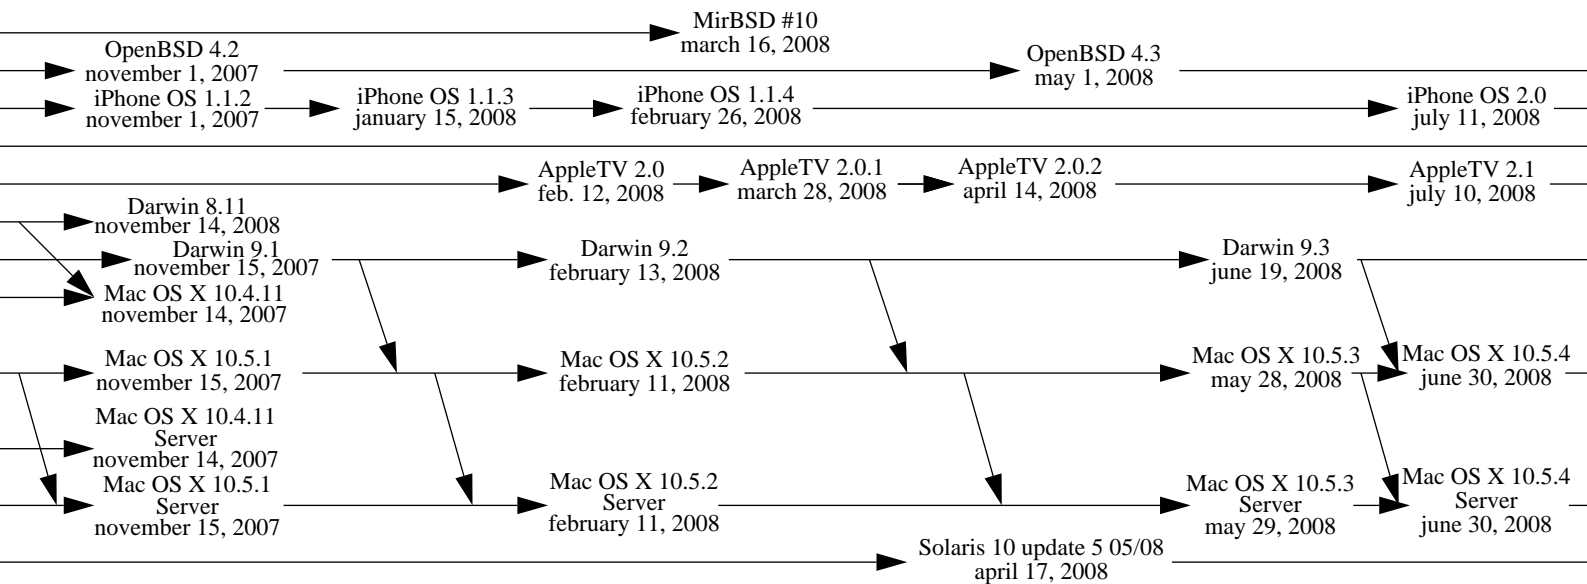 MirBSD #10
march 16, 2008
OpenBSD 4.2
november 1, 2007
OpenBSD 4.3
may 1, 2008
iPhone OS 1.1.2
november 1, 2007
iPhone OS 1.1.3
january 15, 2008
iPhone OS 1.1.4
february 26, 2008
iPhone OS 2.0
july 11, 2008
AppleTV 2.0
feb. 12, 2008
AppleTV 2.0.1
march 28, 2008
AppleTV 2.0.2
april 14, 2008
AppleTV 2.1
july 10, 2008
Darwin 8.11
november 14, 2008
Darwin 9.1
november 15, 2007
Darwin 9.2
february 13, 2008
Darwin 9.3
june 19, 2008
Mac OS X 10.4.11
november 14, 2007
Mac OS X 10.5.1
november 15, 2007
Mac OS X 10.5.2
february 11, 2008
Mac OS X 10.5.3
may 28, 2008
Mac OS X 10.5.4
june 30, 2008
Mac OS X 10.4.11
Server
november 14, 2007
Mac OS X 10.5.1
Server
november 15, 2007
Mac OS X 10.5.2
Server
february 11, 2008
Mac OS X 10.5.3
Server
may 29, 2008
Mac OS X 10.5.4
Server
june 30, 2008
Solaris 10 update 5 05/08
april 17, 2008